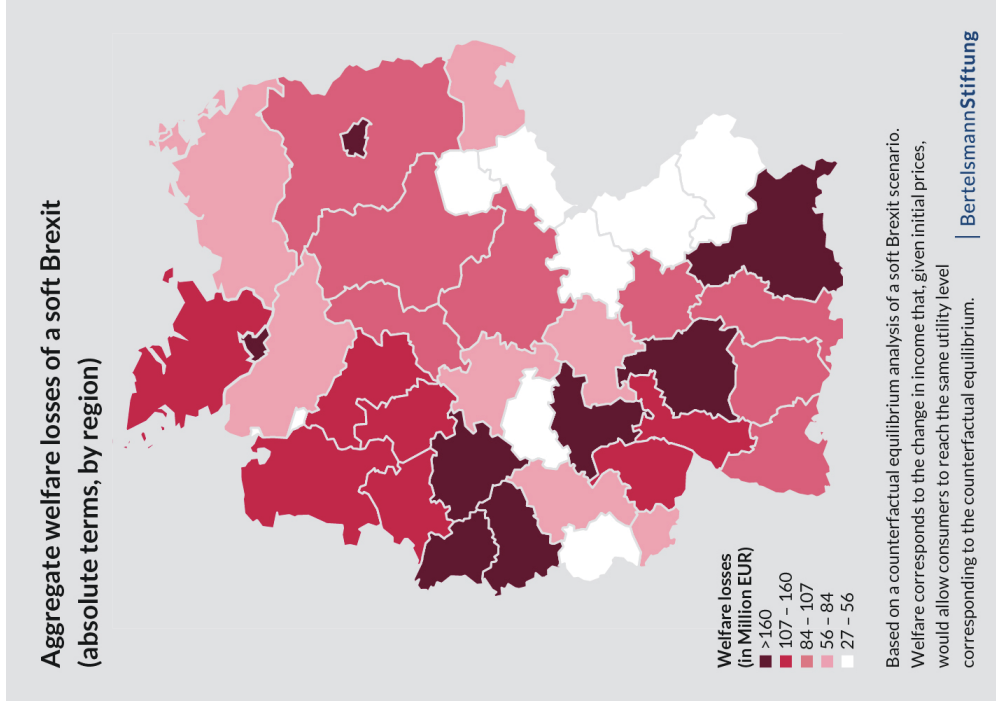 Aggregate welfare losses of a soft Brexit
(absolute terms, by region)
Welfare losses
(in Million EUR)
>160
107 – 160
84 – 107
56 – 84
27 – 56
Based on a counterfactual equilibrium analysis of a soft Brexit scenario.
Welfare corresponds to the change in income that, given initial prices,
would allow consumers to reach the same utility level
corresponding to the counterfactual equilibrium.
BertelsmannStiftung